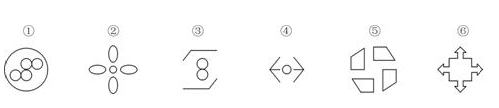 ① ② ③ ④ ⑤ ⑥